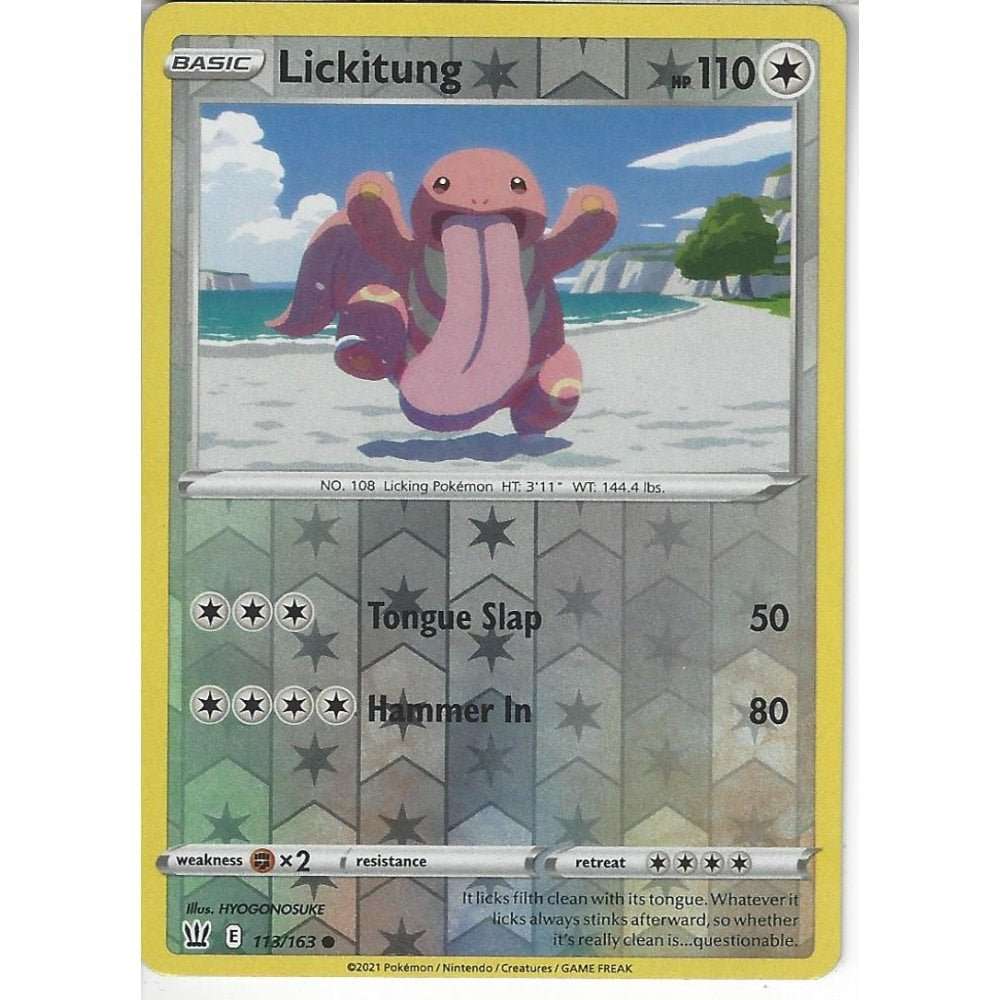 BASIC Lickitung HP 110
NO. 108 Licking Pokémon HT: 3'11" WT: 144.4 lbs.
Tongue Slap 50
Hammer In 80
weakness ×2 resistance retreat
It licks filth clean with its tongue. Whatever it
licks always stinks afterward, so whether
it's really clean is...questionable.
Illus. HYOGONOSUKE
E 113/163
©2021 Pokémon / Nintendo / Creatures / GAME FREAK